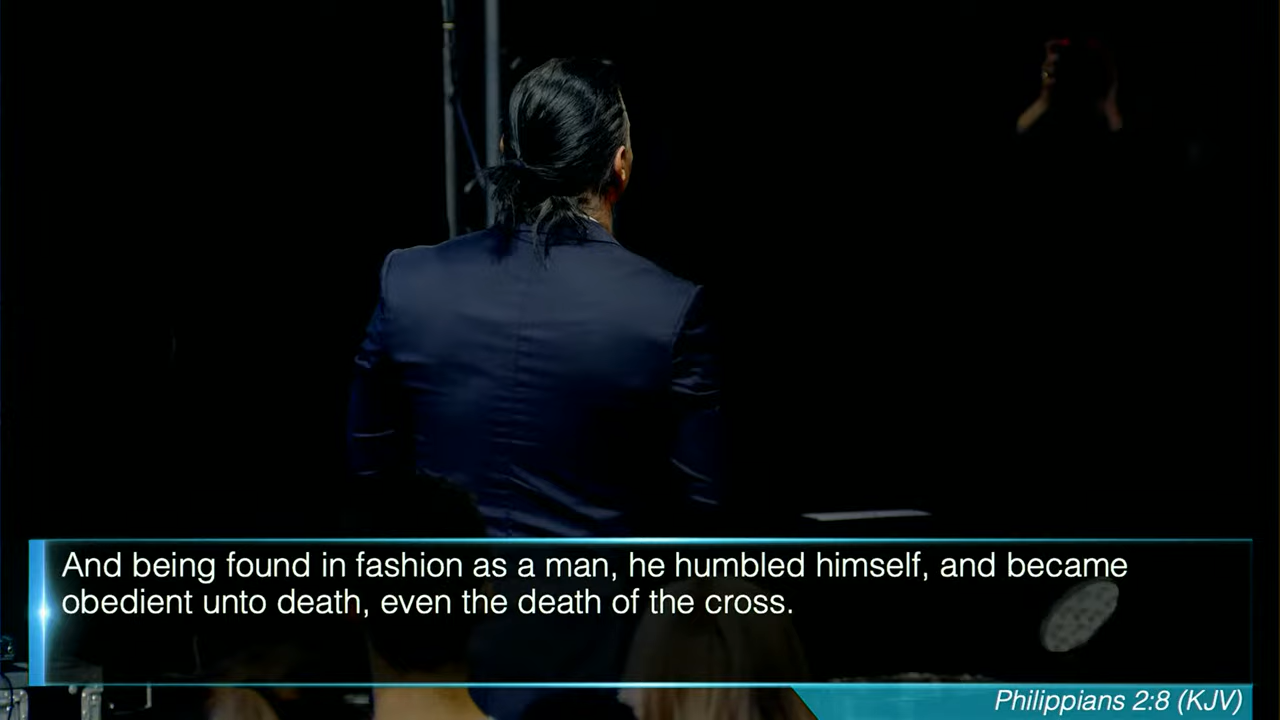 And being found in fashion as a man, he humbled himself, and became
obedient unto death, even the death of the cross.
Philippians 2:8 (KJV)